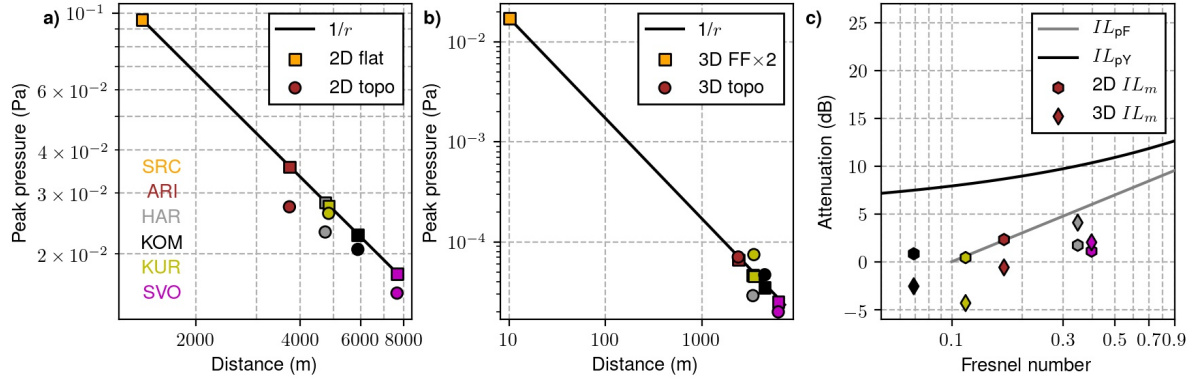 a)
10⁻¹
6 × 10⁻²
4 × 10⁻²
3 × 10⁻²
2 × 10⁻²
Peak pressure (Pa)
1/r
2D flat
2D topo
SRC
ARI
HAR
KOM
KUR
SVO
2000 4000 6000 8000
Distance (m)
b)
10⁻²
10⁻³
10⁻⁴
Peak pressure (Pa)
1/r
3D FF×2
3D topo
10 100 1000
Distance (m)
c)
25
20
15
10
5
0
−5
Attenuation (dB)
IL_pF
IL_pY
2D IL_m
3D IL_m
0.1 0.3 0.5 0.7 0.9
Fresnel number